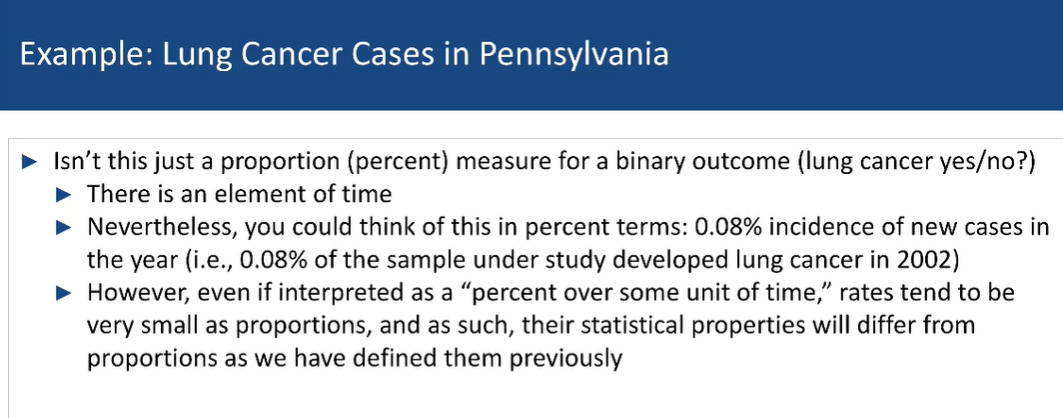 Example: Lung Cancer Cases in Pennsylvania
► Isn’t this just a proportion (percent) measure for a binary outcome (lung cancer yes/no?)
► There is an element of time
► Nevertheless, you could think of this in percent terms: 0.08% incidence of new cases in
the year (i.e., 0.08% of the sample under study developed lung cancer in 2002)
► However, even if interpreted as a “percent over some unit of time,” rates tend to be
very small as proportions, and as such, their statistical properties will differ from
proportions as we have defined them previously